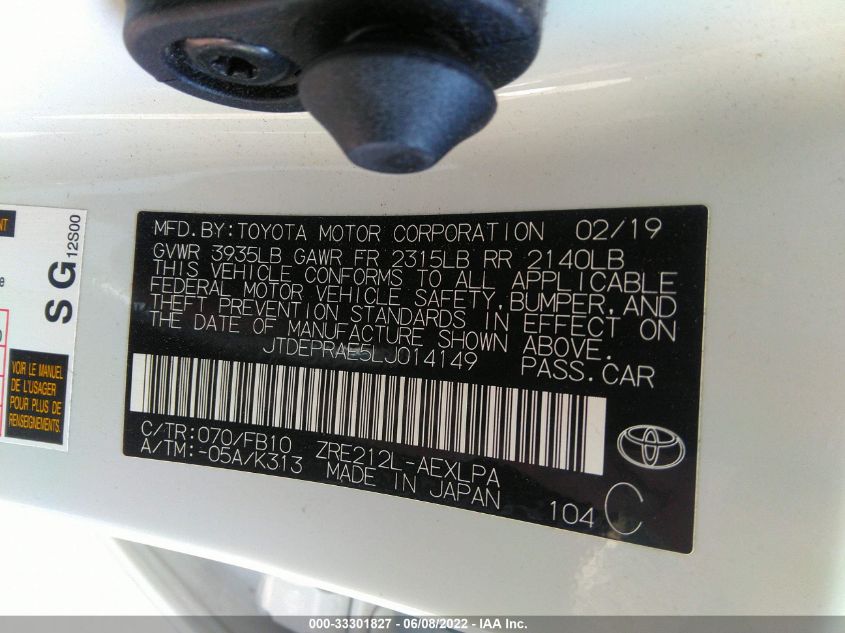 MFD.BY:TOYOTA MOTOR CORPORATION 02/19
GVWR 3935LB GAWR FR 2315LB RR 2140LB
THIS VEHICLE CONFORMS TO ALL APPLICABLE
FEDERAL MOTOR VEHICLE SAFETY, BUMPER, AND
THEFT PREVENTION STANDARDS IN EFFECT ON
THE DATE OF MANUFACTURE SHOWN ABOVE.
JTDEPRAE5LJ014149 PASS.CAR
C/TR:070/FB10 ZRE212L-AEXLPA
A/TM:-05A/K313 MADE IN JAPAN
104 C
SG 12S00
VOIR LE MANUEL
DE L'USAGER
POUR PLUS DE
000-33301827 - 06/08/2022 - IAA Inc.